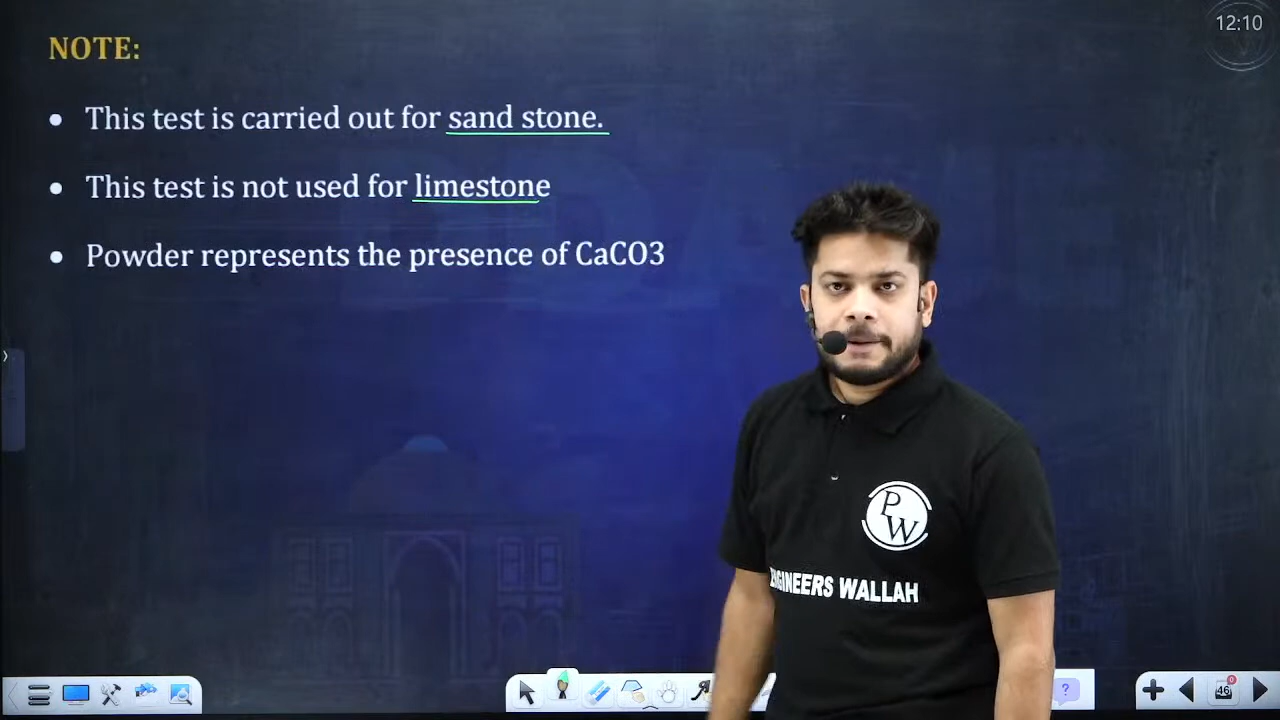 12:10
NOTE:
• This test is carried out for sand stone.
• This test is not used for limestone
• Powder represents the presence of CaCO3
PW
ENGINEERS WALLAH
46
0
?